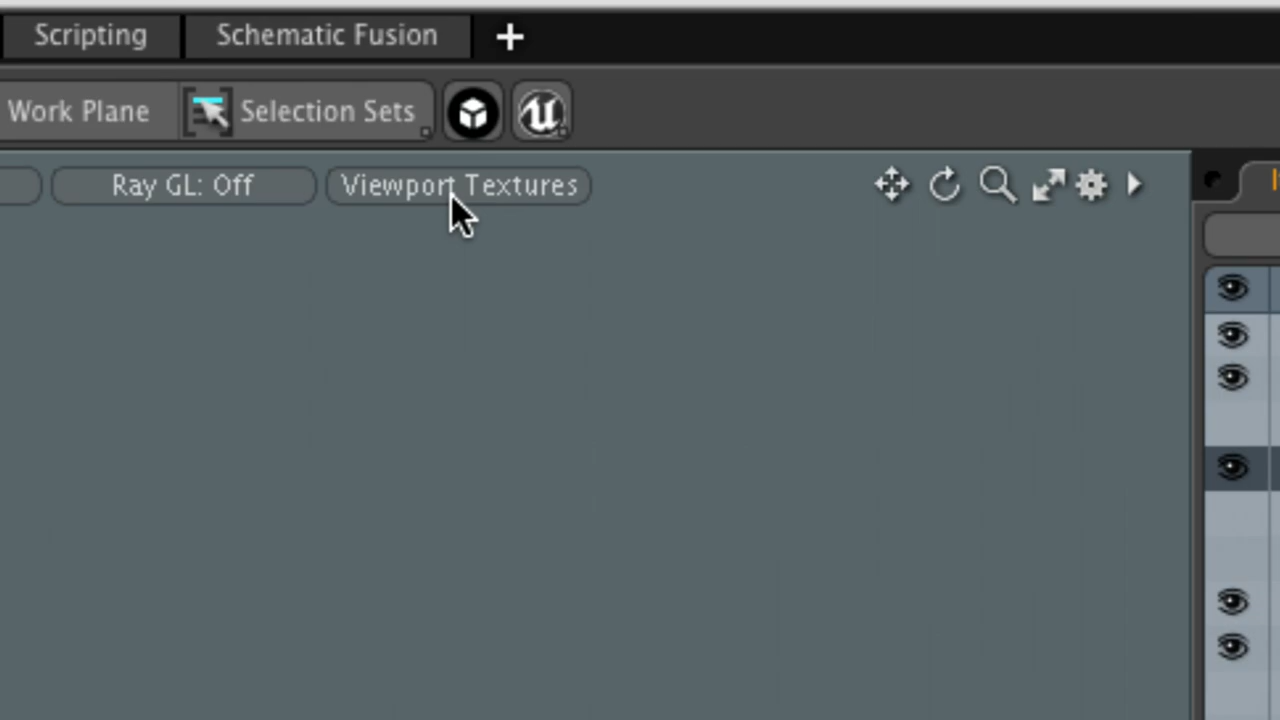 Scripting Schematic Fusion +
Work Plane Selection Sets
Ray GL: Off Viewport Textures